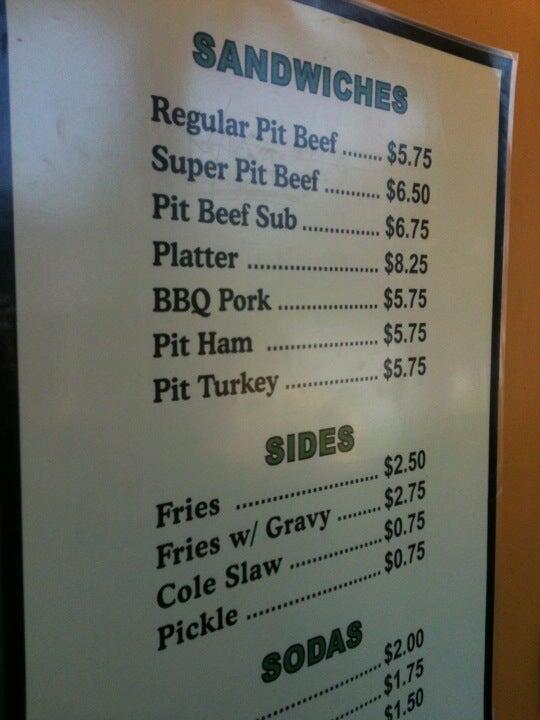 SANDWICHES
Regular Pit Beef ........ $5.75
Super Pit Beef ........... $6.50
Pit Beef Sub ............... $6.75
Platter ......................... $8.25
BBQ Pork ................... $5.75
Pit Ham ..................... $5.75
Pit Turkey .................. $5.75
SIDES
Fries ........................... $2.50
Fries w/ Gravy ........ $2.75
Cole Slaw ................. $0.75
Pickle ......................... $0.75
SODAS
$2.00
$1.75
$1.50